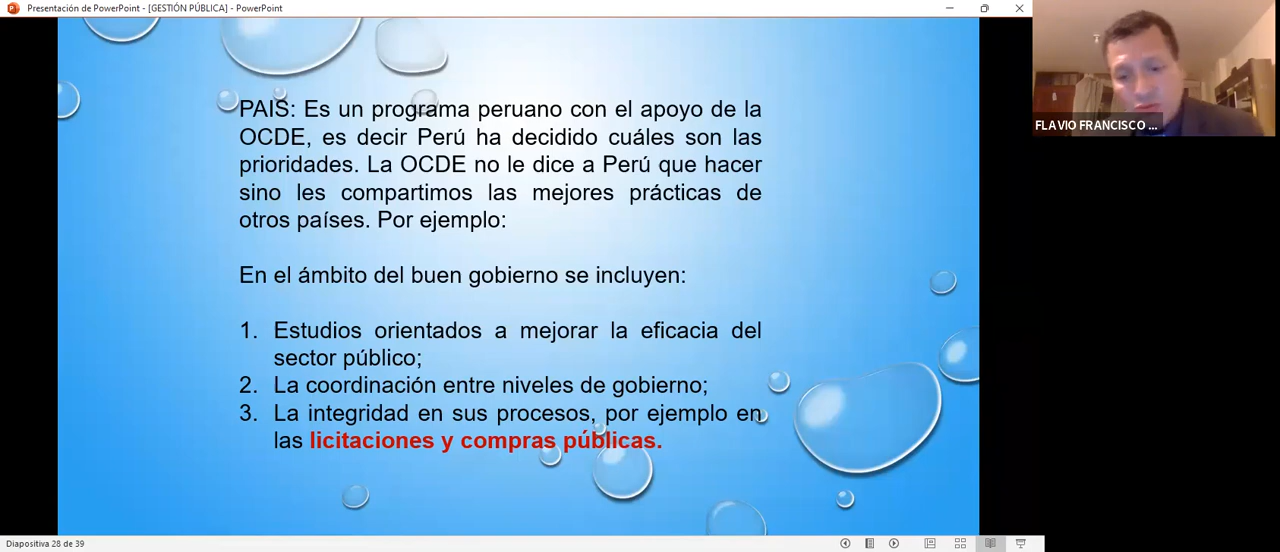 Presentación de PowerPoint - [GESTIÓN PÚBLICA] - PowerPoint
PAIS: Es un programa peruano con el apoyo de la
OCDE, es decir Perú ha decidido cuáles son las
prioridades. La OCDE no le dice a Perú que hacer
sino les compartimos las mejores prácticas de
otros países. Por ejemplo:
En el ámbito del buen gobierno se incluyen:
1. Estudios orientados a mejorar la eficacia del
sector público;
2. La coordinación entre niveles de gobierno;
3. La integridad en sus procesos, por ejemplo en
las licitaciones y compras públicas.
FLAVIO FRANCISCO ...
Diapositiva 28 de 39